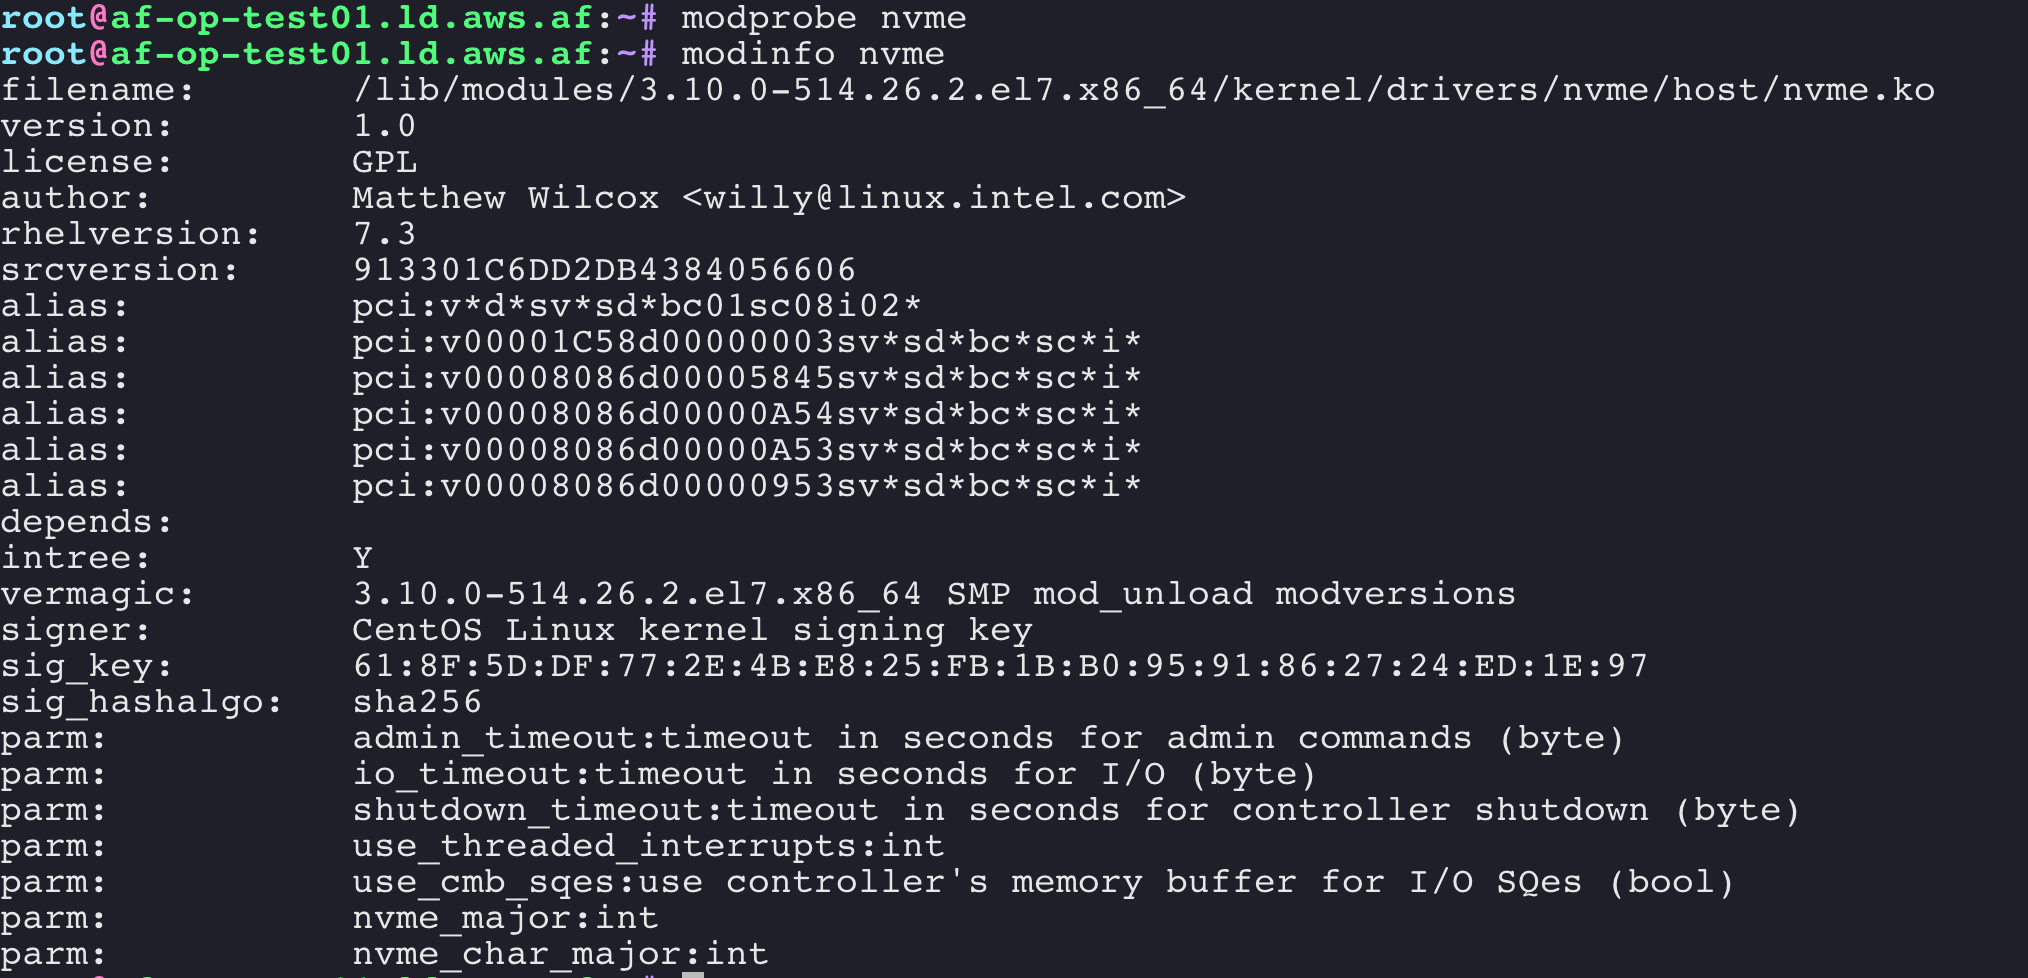 root@af-op-test01.ld.aws.af:~# modprobe nvme
root@af-op-test01.ld.aws.af:~# modinfo nvme
filename:       /lib/modules/3.10.0-514.26.2.el7.x86_64/kernel/drivers/nvme/host/nvme.ko
version:        1.0
license:        GPL
author:         Matthew Wilcox <willy@linux.intel.com>
rhelversion:    7.3
srcversion:     913301C6DD2DB4384056606
alias:          pci:v*d*sv*sd*bc01sc08i02*
alias:          pci:v00001C58d00000003sv*sd*bc*sc*i*
alias:          pci:v00008086d00005845sv*sd*bc*sc*i*
alias:          pci:v00008086d00000A54sv*sd*bc*sc*i*
alias:          pci:v00008086d00000A53sv*sd*bc*sc*i*
alias:          pci:v00008086d00000953sv*sd*bc*sc*i*
depends:
intree:         Y
vermagic:       3.10.0-514.26.2.el7.x86_64 SMP mod_unload modversions
signer:         CentOS Linux kernel signing key
sig_key:        61:8F:5D:DF:77:2E:4B:E8:25:FB:1B:B0:95:91:86:27:24:ED:1E:97
sig_hashalgo:   sha256
parm:           admin_timeout:timeout in seconds for admin commands (byte)
parm:           io_timeout:timeout in seconds for I/O (byte)
parm:           shutdown_timeout:timeout in seconds for controller shutdown (byte)
parm:           use_threaded_interrupts:int
parm:           use_cmb_sqes:use controller's memory buffer for I/O SQes (bool)
parm:           nvme_major:int
parm:           nvme_char_major:int